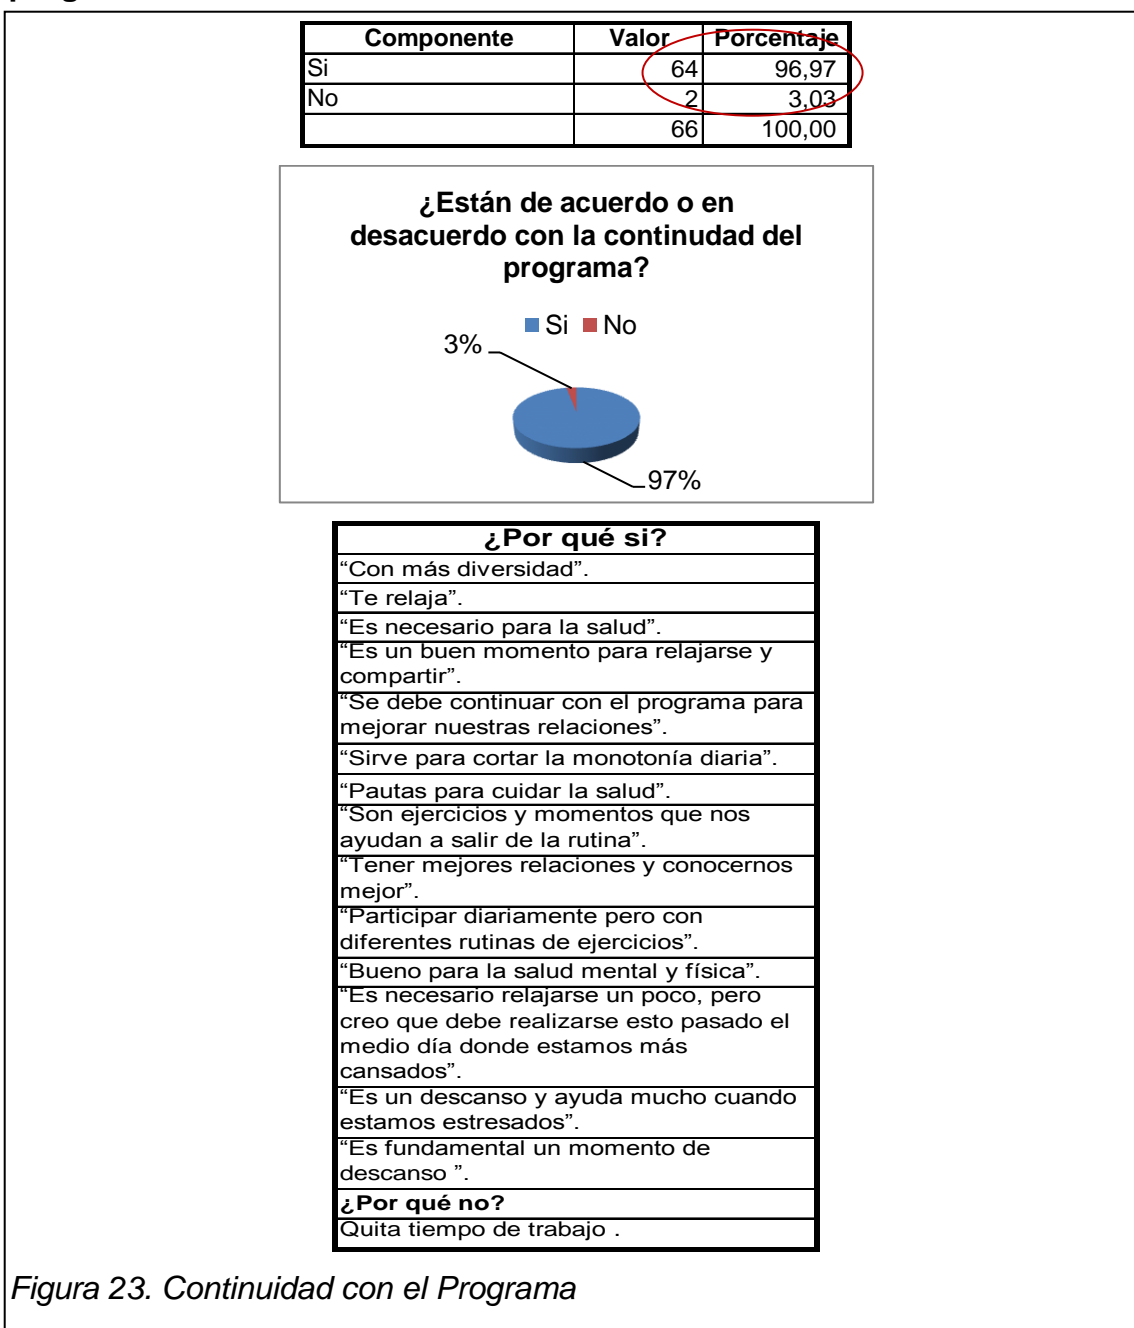 Componente Valor Porcentaje
Si 64 96,97
No 2 3,03
66 100,00
¿Están de acuerdo o en
desacuerdo con la continudad del
programa?
Si No
3%
97%
¿Por qué si?
“Con más diversidad”.
“Te relaja”.
“Es necesario para la salud”.
“Es un buen momento para relajarse y
compartir”.
“Se debe continuar con el programa para
mejorar nuestras relaciones”.
“Sirve para cortar la monotonía diaria”.
“Pautas para cuidar la salud”.
“Son ejercicios y momentos que nos
ayudan a salir de la rutina”.
“Tener mejores relaciones y conocernos
mejor”.
“Participar diariamente pero con
diferentes rutinas de ejercicios”.
“Bueno para la salud mental y física”.
“Es necesario relajarse un poco, pero
creo que debe realizarse esto pasado el
medio día donde estamos más
cansados”.
“Es un descanso y ayuda mucho cuando
estamos estresados”.
“Es fundamental un momento de
descanso ”.
¿Por qué no?
Quita tiempo de trabajo .
Figura 23. Continuidad con el Programa